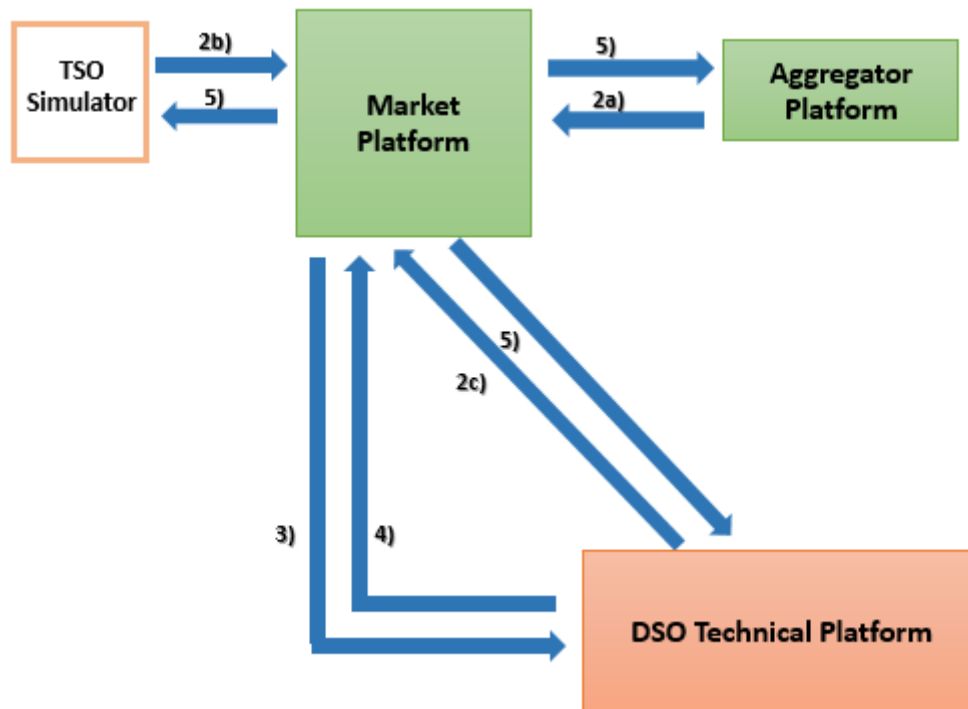 TSO
Simulator
2b)
5)
Market
Platform
5)
2a)
Aggregator
Platform
5)
2c)
3)
4)
DSO Technical Platform